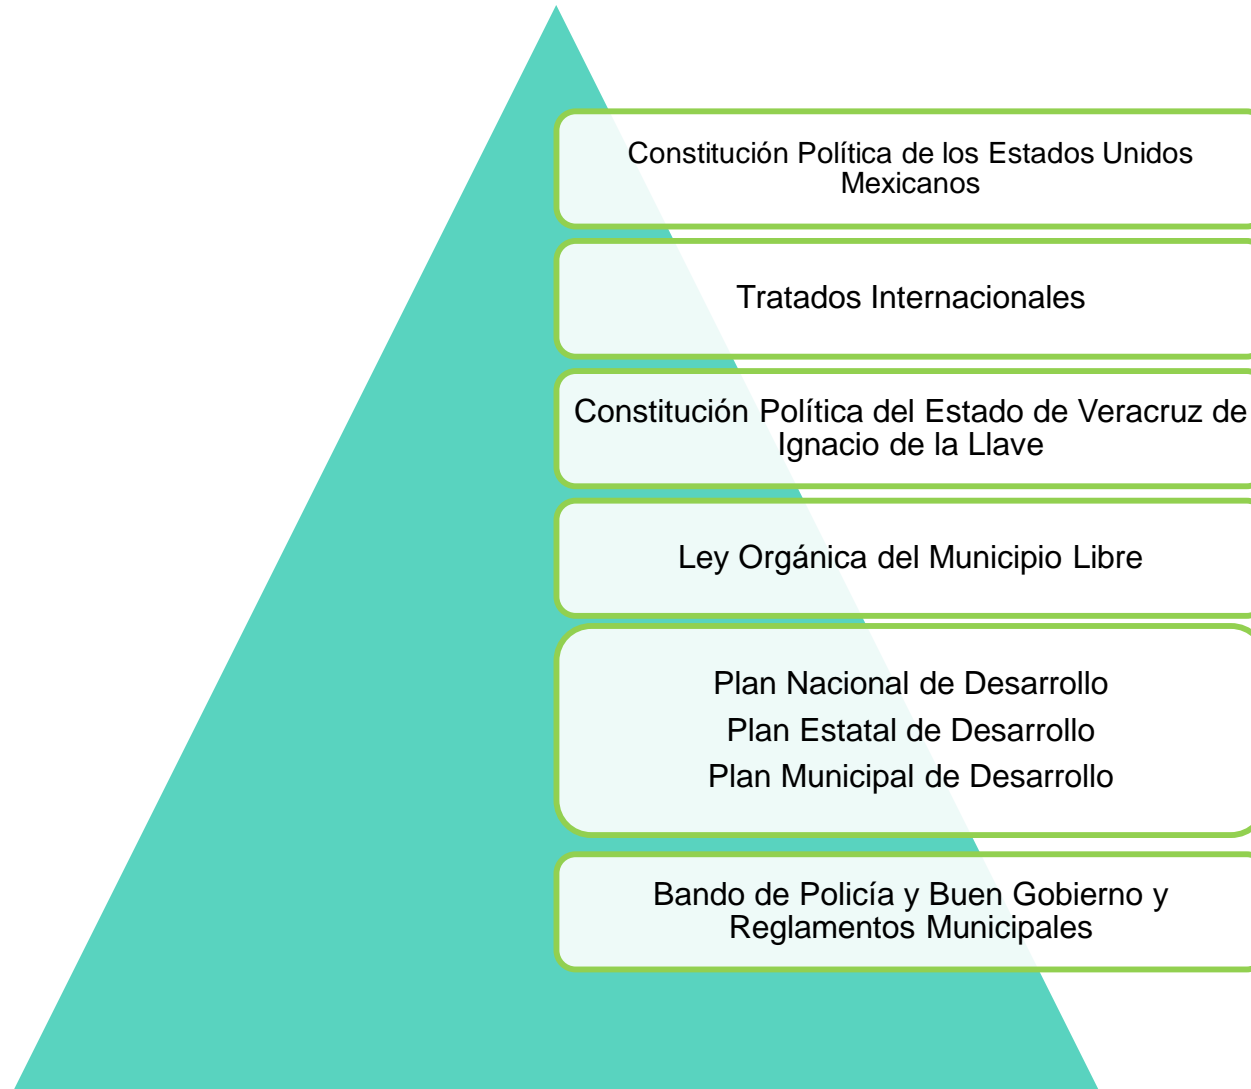 Constitución Política de los Estados Unidos
Mexicanos
Tratados Internacionales
Constitución Política del Estado de Veracruz de
Ignacio de la Llave
Ley Orgánica del Municipio Libre
Plan Nacional de Desarrollo
Plan Estatal de Desarrollo
Plan Municipal de Desarrollo
Bando de Policía y Buen Gobierno y
Reglamentos Municipales